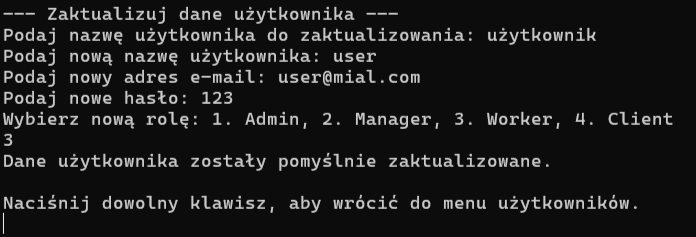 --- Zaktualizuj dane użytkownika ---
Podaj nazwę użytkownika do zaktualizowania: użytkownik
Podaj nową nazwę użytkownika: user
Podaj nowy adres e-mail: user@mial.com
Podaj nowe hasło: 123
Wybierz nową rolę: 1. Admin, 2. Manager, 3. Worker, 4. Client
3
Dane użytkownika zostały pomyślnie zaktualizowane.
Naciśnij dowolny klawisz, aby wrócić do menu użytkowników.